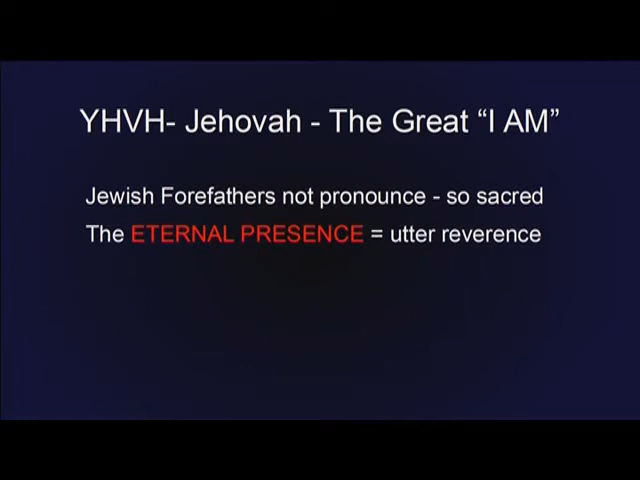 YHVH- Jehovah - The Great “I AM”
Jewish Forefathers not pronounce - so sacred
The ETERNAL PRESENCE = utter reverence